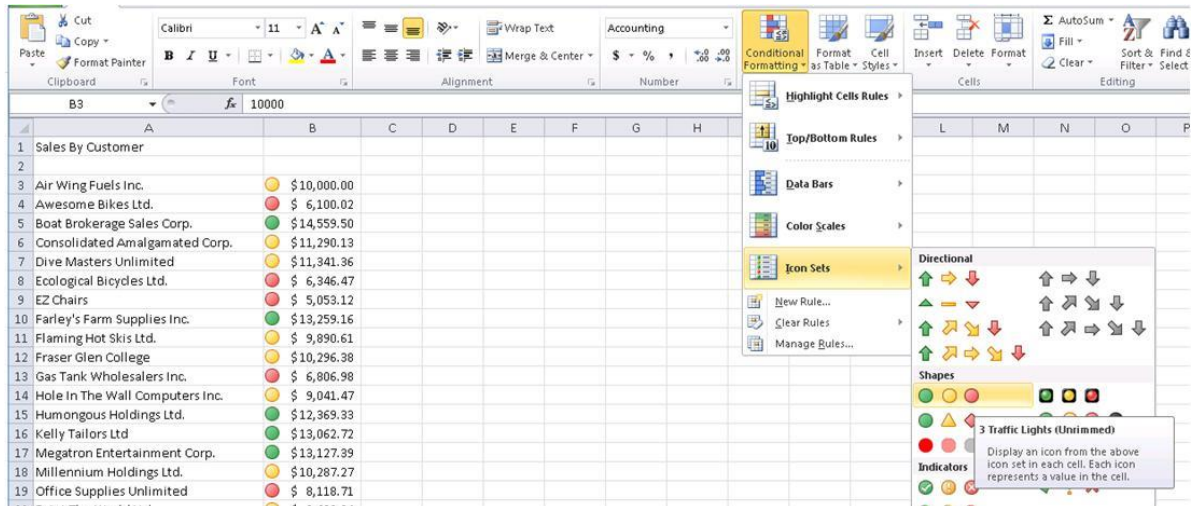 Cut
Calibri 11 A A Wrap Text Accounting AutoSum
Copy Fill
Paste Format Painter B I U A Merge & Center $ % , .0 .00 Conditional Formatting Format as Table Cell Styles Insert Delete Format Clear Sort & Filter Find & Select
Clipboard Font Alignment Number Cells Editing
B3 fx 10000
A B C D E F G H L M N O P
1 Sales By Customer
2
3 Air Wing Fuels Inc. $10,000.00
4 Awesome Bikes Ltd. $ 6,100.02
5 Boat Brokerage Sales Corp. $14,559.50
6 Consolidated Amalgamated Corp. $11,290.13
7 Dive Masters Unlimited $11,341.36
8 Ecological Bicycles Ltd. $ 6,346.47
9 EZ Chairs $ 5,053.12
10 Farley's Farm Supplies Inc. $13,259.16
11 Flaming Hot Skis Ltd. $ 9,890.61
12 Fraser Glen College $10,296.38
13 Gas Tank Wholesalers Inc. $ 6,806.98
14 Hole In The Wall Computers Inc. $ 9,041.47
15 Humongous Holdings Ltd. $12,369.33
16 Kelly Tailors Ltd $13,062.72
17 Megatron Entertainment Corp. $13,127.39
18 Millennium Holdings Ltd. $10,287.27
19 Office Supplies Unlimited $ 8,118.71
Highlight Cells Rules
Top/Bottom Rules
10
Data Bars
Color Scales
Icon Sets
New Rule...
Clear Rules
Manage Rules...
Directional
Shapes
3 Traffic Lights (Unrimmed)
Display an icon from the above
icon set in each cell. Each icon
represents a value in the cell.
Indicators